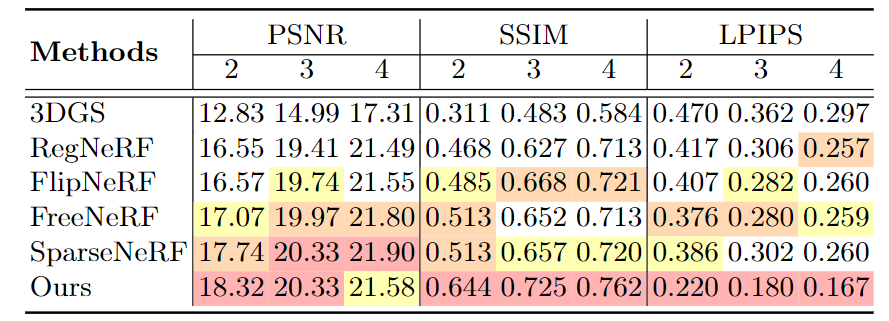 Methods PSNR SSIM LPIPS
2 3 4 2 3 4 2 3 4
3DGS 12.83 14.99 17.31 0.311 0.483 0.584 0.470 0.362 0.297
RegNeRF 16.55 19.41 21.49 0.468 0.627 0.713 0.417 0.306 0.257
FlipNeRF 16.57 19.74 21.55 0.485 0.668 0.721 0.407 0.282 0.260
FreeNeRF 17.07 19.97 21.80 0.513 0.652 0.713 0.376 0.280 0.259
SparseNeRF 17.74 20.33 21.90 0.513 0.657 0.720 0.386 0.302 0.260
Ours 18.32 20.33 21.58 0.644 0.725 0.762 0.220 0.180 0.167